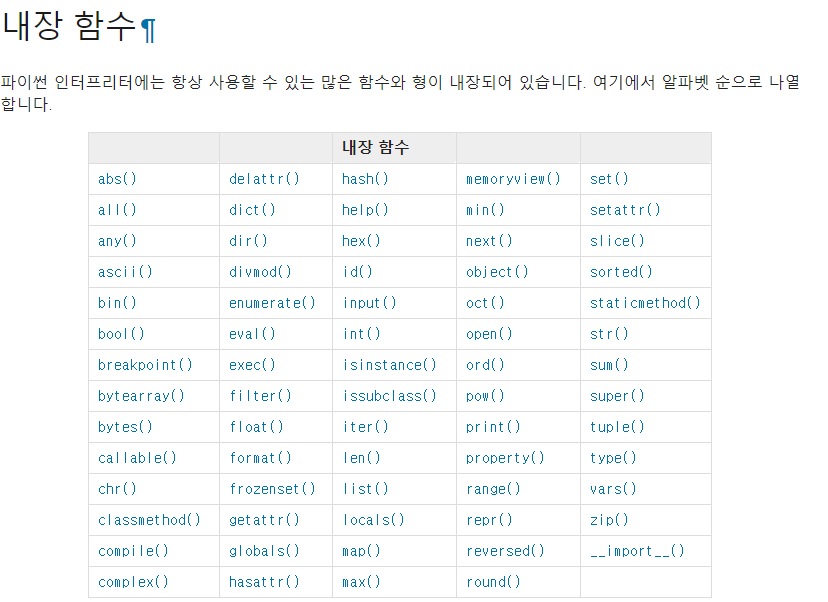 내장 함수¶
파이썬 인터프리터에는 항상 사용할 수 있는 많은 함수와 형이 내장되어 있습니다. 여기에서 알파벳 순으로 나열
합니다.
내장 함수
abs() delattr() hash() memoryview() set()
all() dict() help() min() setattr()
any() dir() hex() next() slice()
ascii() divmod() id() object() sorted()
bin() enumerate() input() oct() staticmethod()
bool() eval() int() open() str()
breakpoint() exec() isinstance() ord() sum()
bytearray() filter() issubclass() pow() super()
bytes() float() iter() print() tuple()
callable() format() len() property() type()
chr() frozenset() list() range() vars()
classmethod() getattr() locals() repr() zip()
compile() globals() map() reversed() __import__()
complex() hasattr() max() round()